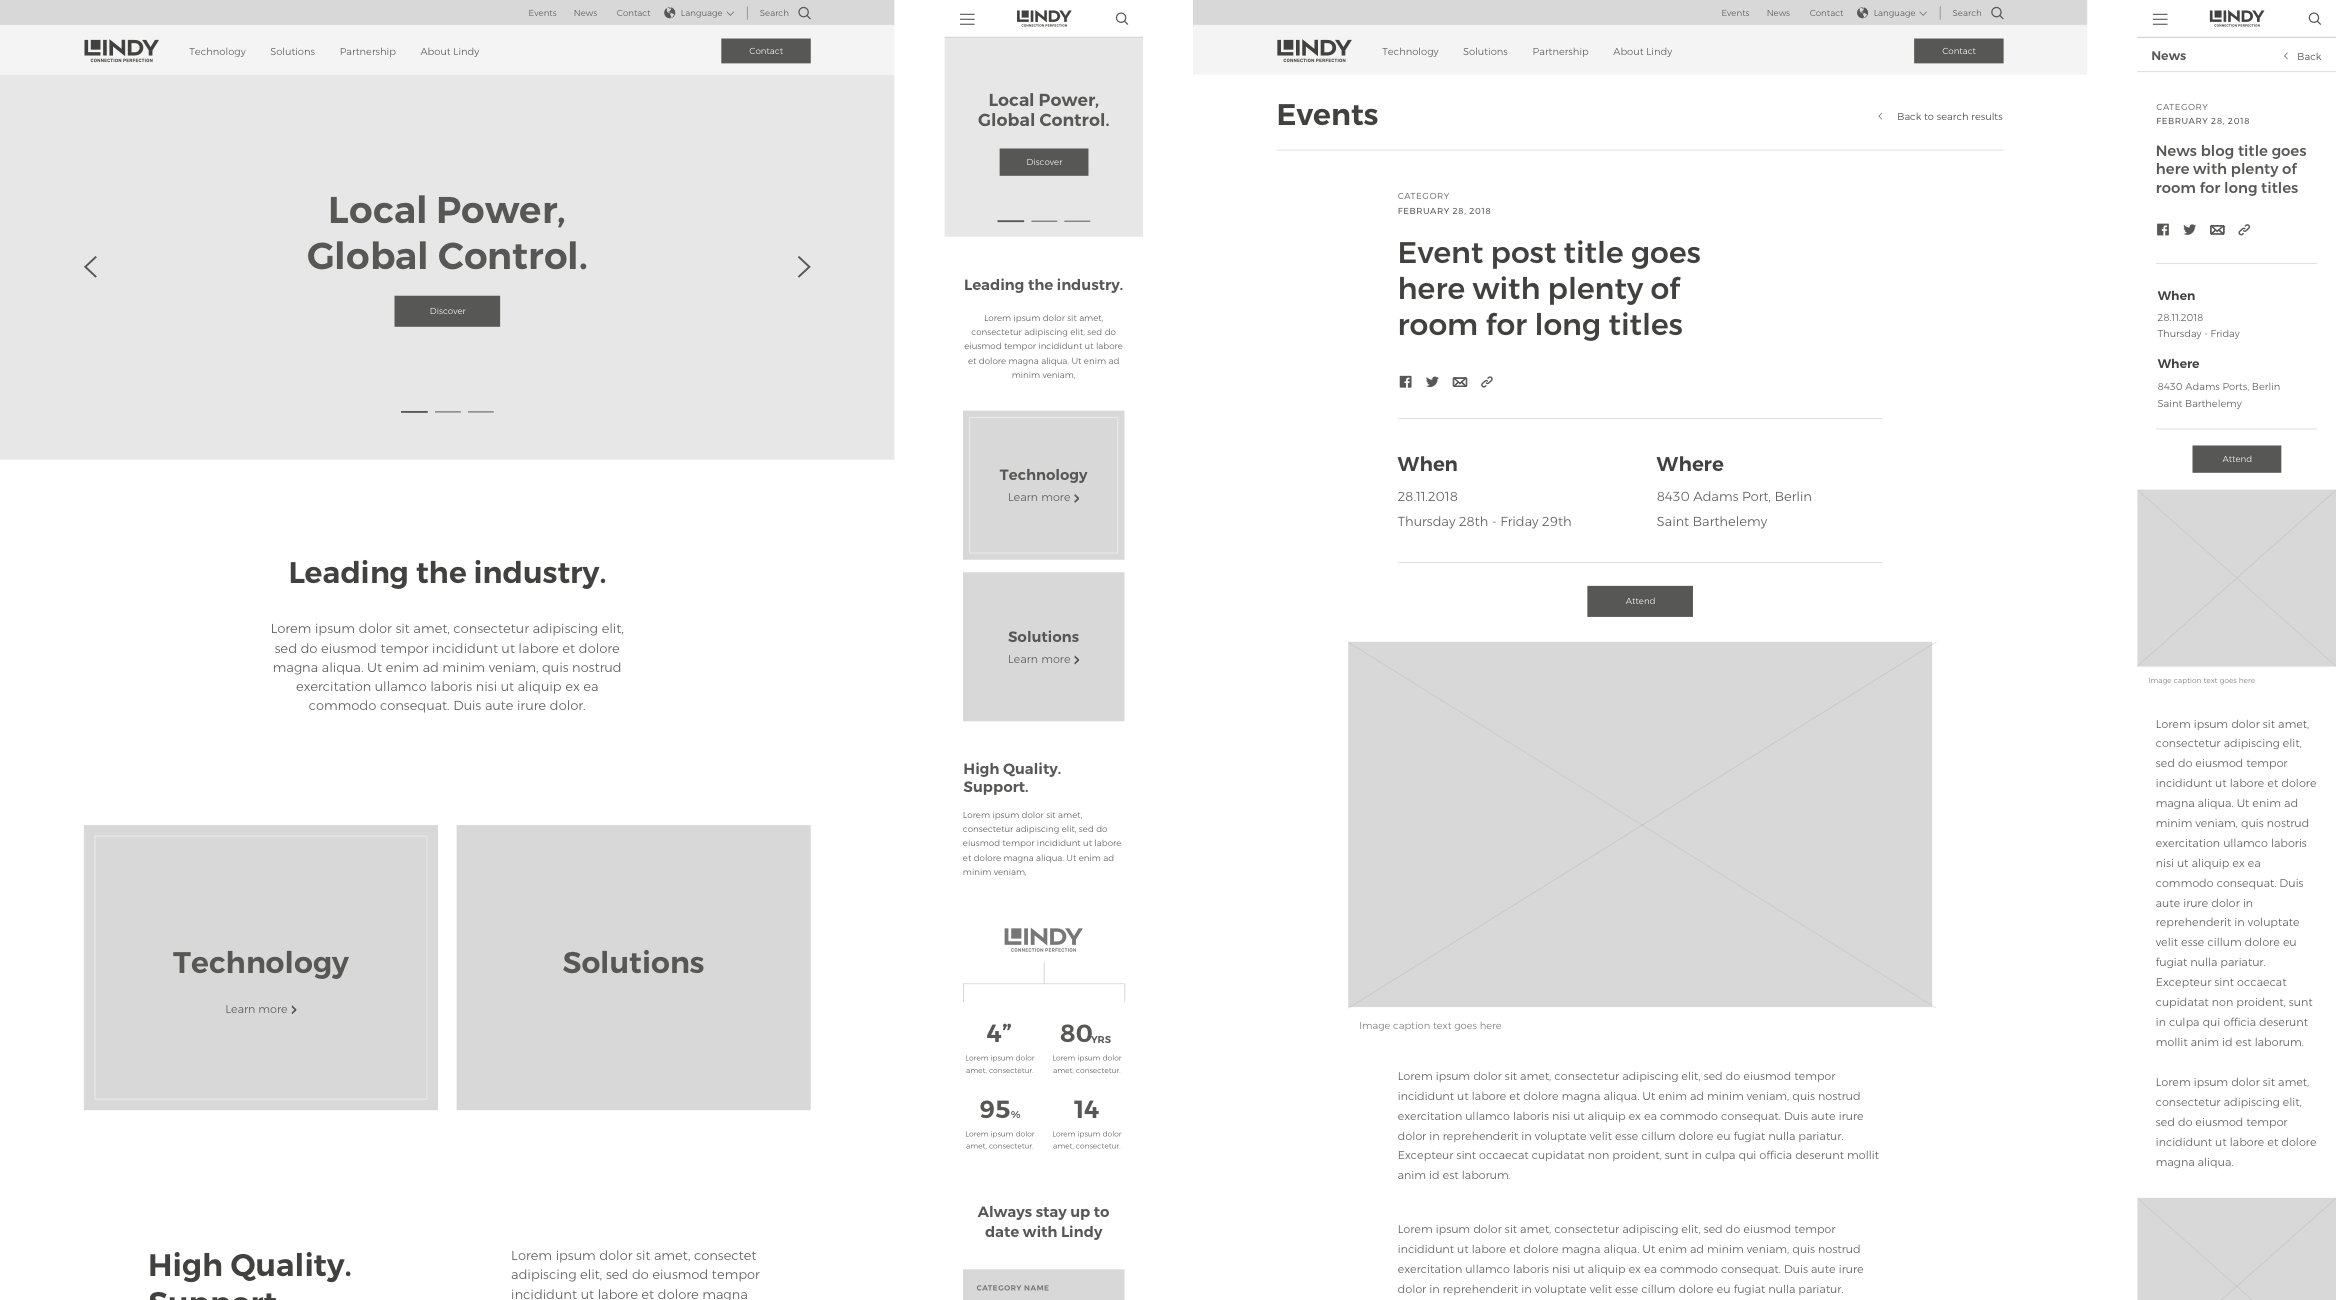 Events News Contact Language Search
LINDY
CONNECTION PERFECTION
Technology Solutions Partnership About Lindy
Contact
Local Power,
Global Control.
Discover
Leading the industry.
Lorem ipsum dolor sit amet, consectetur adipiscing elit,
sed do eiusmod tempor incididunt ut labore et dolore
magna aliqua. Ut enim ad minim veniam, quis nostrud
exercitation ullamco laboris nisi ut aliquip ex ea
commodo consequat. Duis aute irure dolor.
Technology
Learn more
Solutions
High Quality.
Support.
Lorem ipsum dolor sit amet, consectet
adipiscing elit, sed do eiusmod tempor
incididunt ut labore et dolore magna
LINDY
CONNECTION PERFECTION
Local Power,
Global Control.
Discover
Leading the industry.
Lorem ipsum dolor sit amet,
consectetur adipiscing elit, sed do
eiusmod tempor incididunt ut labore
et dolore magna aliqua. Ut enim ad
minim veniam,
Technology
Learn more
Solutions
Learn more
High Quality.
Support.
Lorem ipsum dolor sit amet,
consectetur adipiscing elit, sed do
eiusmod tempor incididunt ut labore
et dolore magna aliqua. Ut enim ad
minim veniam,
LINDY
CONNECTION PERFECTION
4” 80YRS
Lorem ipsum dolor
amet, consectetur.
Lorem ipsum dolor
amet, consectetur.
95% 14
Lorem ipsum dolor
amet, consectetur.
Lorem ipsum dolor
amet, consectetur.
Always stay up to
date with Lindy
CATEGORY NAME
Events News Contact Language Search
LINDY
CONNECTION PERFECTION
Technology Solutions Partnership About Lindy
Contact
Events
Back to search results
CATEGORY
FEBRUARY 28, 2018
Event post title goes
here with plenty of
room for long titles
When
28.11.2018
Thursday 28th - Friday 29th
Where
8430 Adams Port, Berlin
Saint Barthelemy
Attend
Image caption text goes here
Lorem ipsum dolor sit amet, consectetur adipiscing elit, sed do eiusmod tempor
incididunt ut labore et dolore magna aliqua. Ut enim ad minim veniam, quis nostrud
exercitation ullamco laboris nisi ut aliquip ex ea commodo consequat. Duis aute irure
dolor in reprehenderit in voluptate velit esse cillum dolore eu fugiat nulla pariatur.
Excepteur sint occaecat cupidatat non proident, sunt in culpa qui officia deserunt mollit
anim id est laborum.
Lorem ipsum dolor sit amet, consectetur adipiscing elit, sed do eiusmod tempor
incididunt ut labore et dolore magna aliqua. Ut enim ad minim veniam, quis nostrud
exercitation ullamco laboris nisi ut aliquip ex ea commodo consequat. Duis aute irure
dolor in reprehenderit in voluptate velit esse cillum dolore eu fugiat nulla pariatur.
LINDY
CONNECTION PERFECTION
News
Back
CATEGORY
FEBRUARY 28, 2018
News blog title goes
here with plenty of
room for long titles
When
28.11.2018
Thursday - Friday
Where
8430 Adams Ports, Berlin
Saint Barthelemy
Attend
Image caption text goes here
Lorem ipsum dolor sit amet,
consectetur adipiscing elit,
sed do eiusmod tempor
incididunt ut labore et dolore
magna aliqua. Ut enim ad
minim veniam, quis nostrud
exercitation ullamco laboris
nisi ut aliquip ex ea
commodo consequat. Duis
aute irure dolor in
reprehenderit in voluptate
velit esse cillum dolore eu
fugiat nulla pariatur.
Excepteur sint occaecat
cupidatat non proident, sunt
in culpa qui officia deserunt
mollit anim id est laborum.
Lorem ipsum dolor sit amet,
consectetur adipiscing elit,
sed do eiusmod tempor
incididunt ut labore et dolore
magna aliqua.